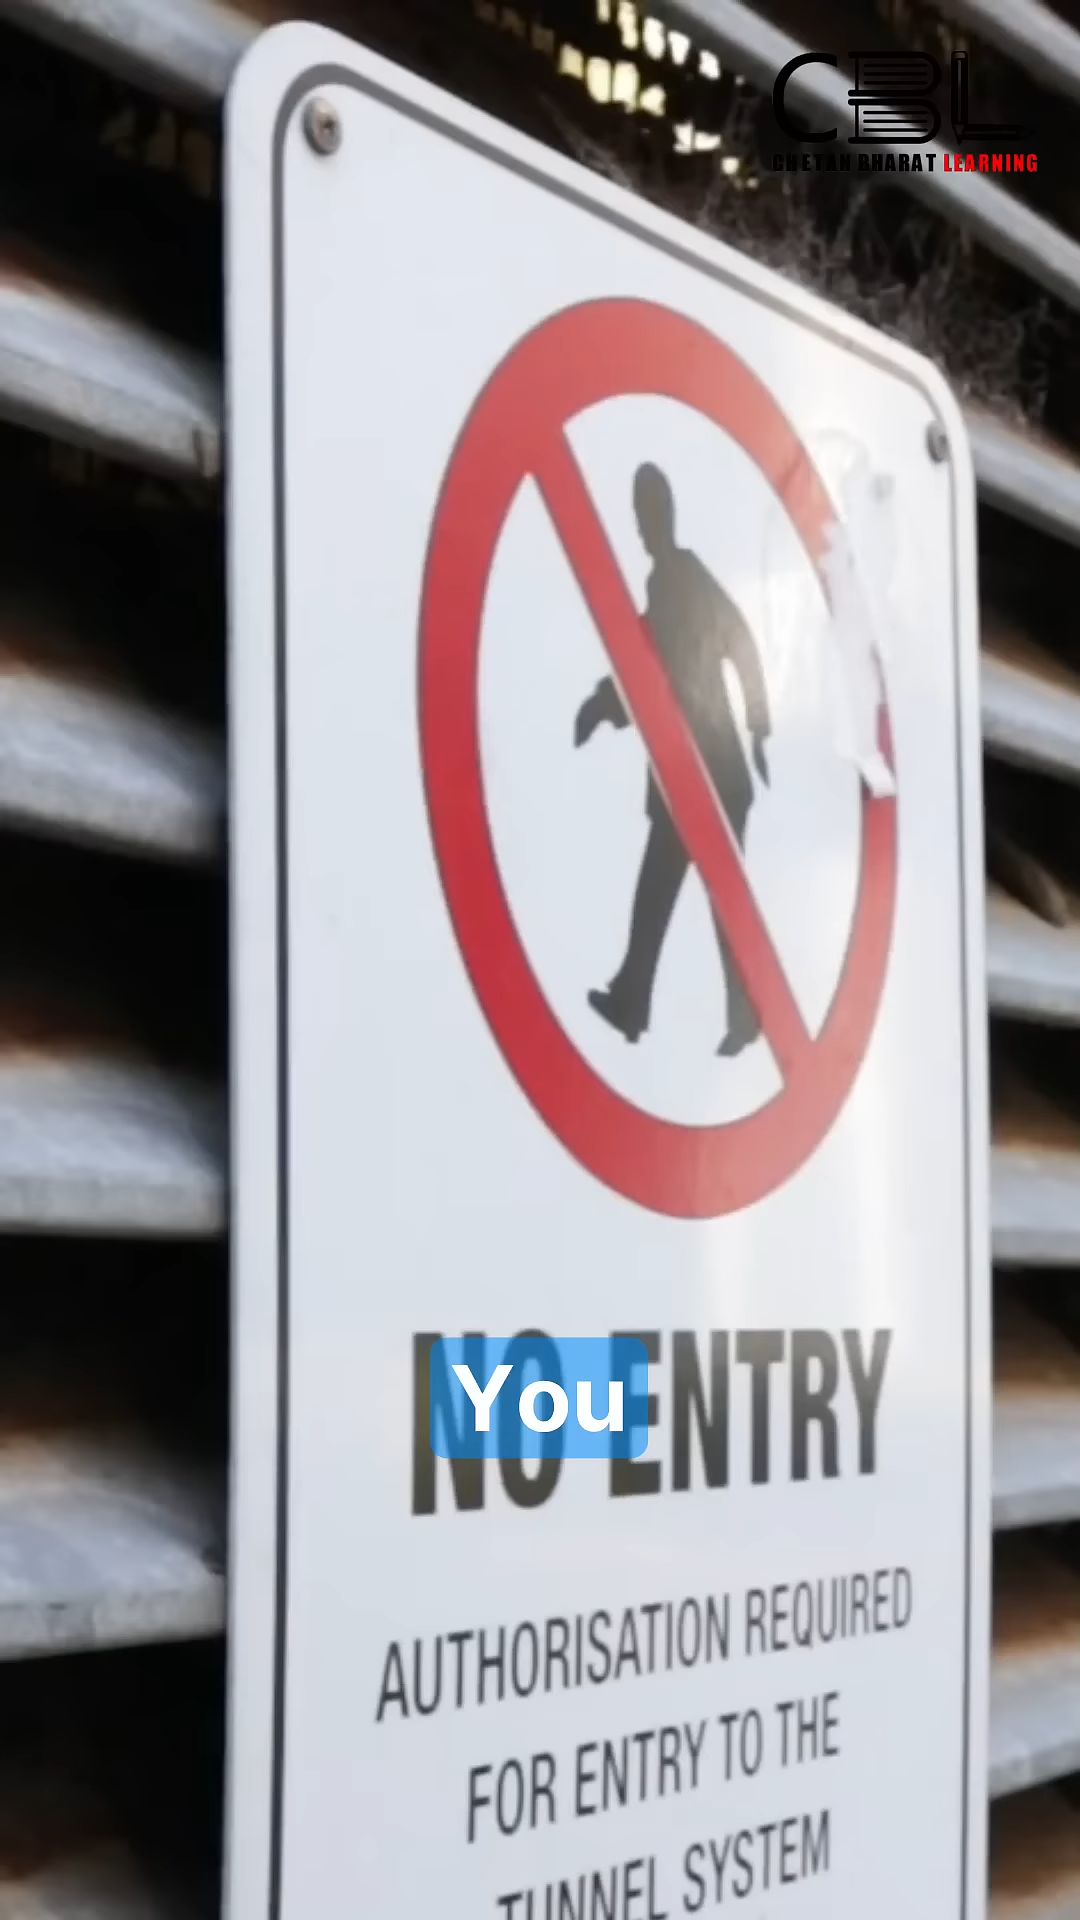 CBL
CHETAN BHARAT LEARNING
NO ENTRY
You
AUTHORISATION REQUIRED
FOR ENTRY TO THE
TUNNEL SYSTEM